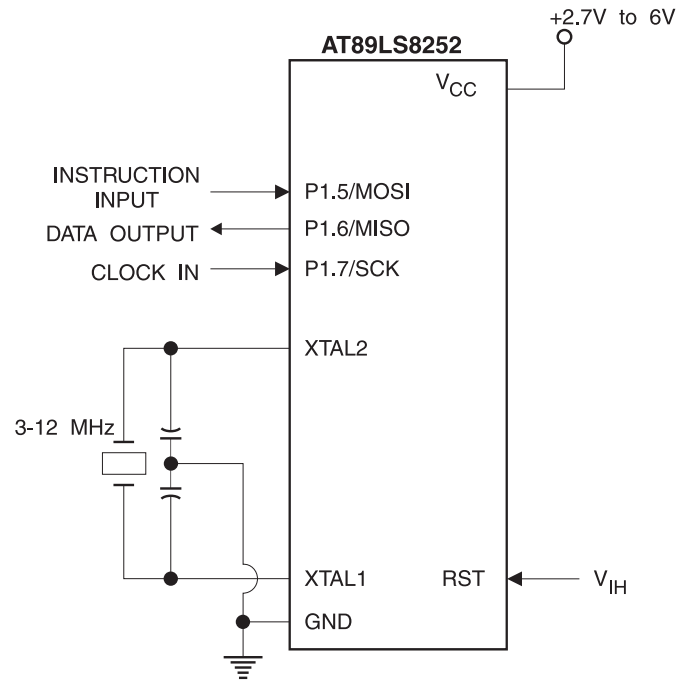 +2.7V to 6V
AT89LS8252
VCC
INSTRUCTION
INPUT
P1.5/MOSI
DATA OUTPUT
P1.6/MISO
CLOCK IN
P1.7/SCK
XTAL2
3-12 MHz
XTAL1
RST
VIH
GND